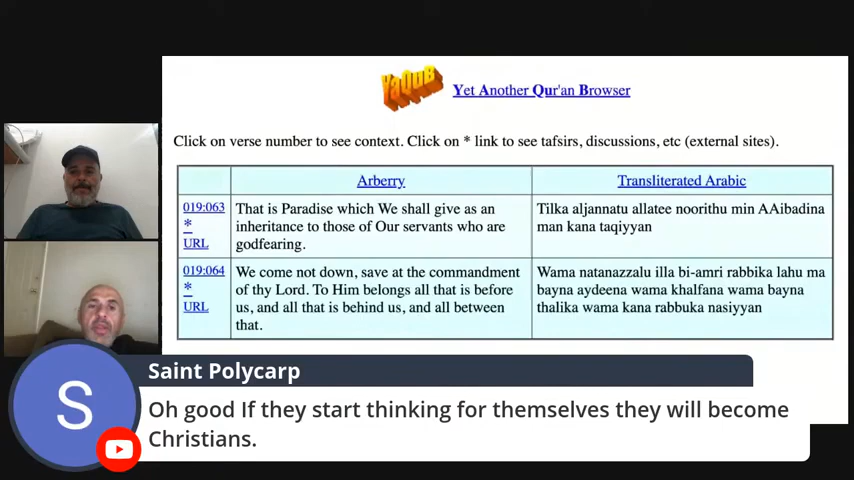 YaQuB
Yet Another Qur'an Browser
Click on verse number to see context. Click on * link to see tafsirs, discussions, etc (external sites).
Arberry
Transliterated Arabic
019:063
*
URL
That is Paradise which We shall give as an
inheritance to those of Our servants who are
godfearing.
Tilka aljannatu allatee noorithu min AAibadina
man kana taqiyyan
019:064
*
URL
We come not down, save at the commandment
of thy Lord. To Him belongs all that is before
us, and all that is behind us, and all between
that.
Wama natanazzalu illa bi-amri rabbika lahu ma
bayna aydeena wama khalfana wama bayna
thalika wama kana rabbuka nasiyyan
S
Saint Polycarp
Oh good If they start thinking for themselves they will become
Christians.